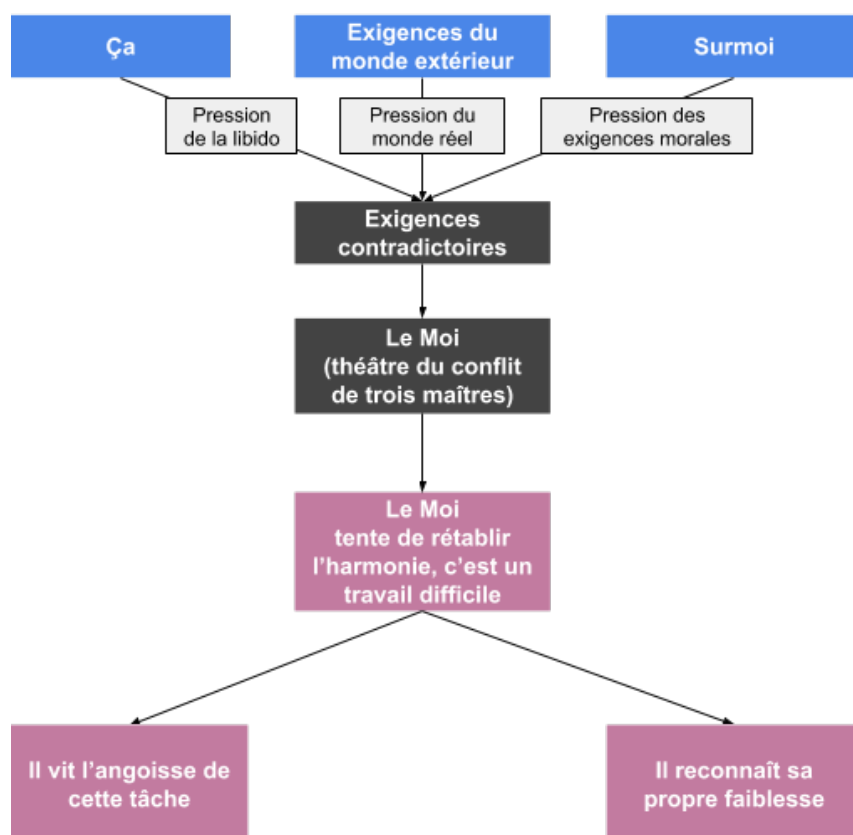 Ça
Exigences du
monde extérieur
Surmoi
Pression
de la libido
Pression du
monde réel
Pression des
exigences morales
Exigences
contradictoires
Le Moi
(théâtre du conflit
de trois maîtres)
Le Moi
tente de rétablir
l’harmonie, c’est un
travail difficile
Il vit l’angoisse de
cette tâche
Il reconnaît sa
propre faiblesse